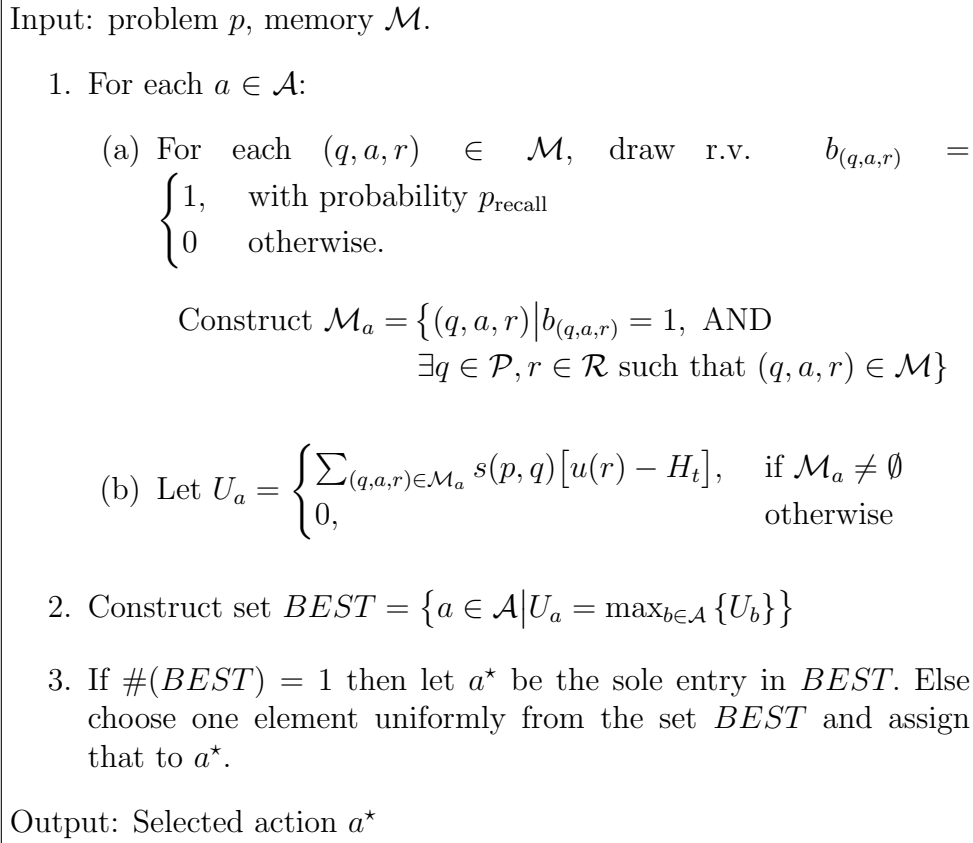 Input: problem p, memory ℳ.
1. For each a ∈ 𝒜:
(a) For each (q, a, r) ∈ ℳ, draw r.v. b_{(q,a,r)} =
{1, with probability p_{recall}
{0 otherwise.
Construct ℳ_a = {(q, a, r)|b_{(q,a,r)} = 1, AND
∃q ∈ 𝒫, r ∈ ℛ such that (q, a, r) ∈ ℳ}
(b) Let U_a = {∑_{(q,a,r)∈ℳ_a} s(p, q)[u(r) − H_t], if ℳ_a ≠ ∅
0, otherwise
2. Construct set BEST = {a ∈ 𝒜|U_a = max_{b∈𝒜} {U_b}}
3. If #(BEST) = 1 then let a^⋆ be the sole entry in BEST. Else
choose one element uniformly from the set BEST and assign
that to a^⋆.
Output: Selected action a^⋆